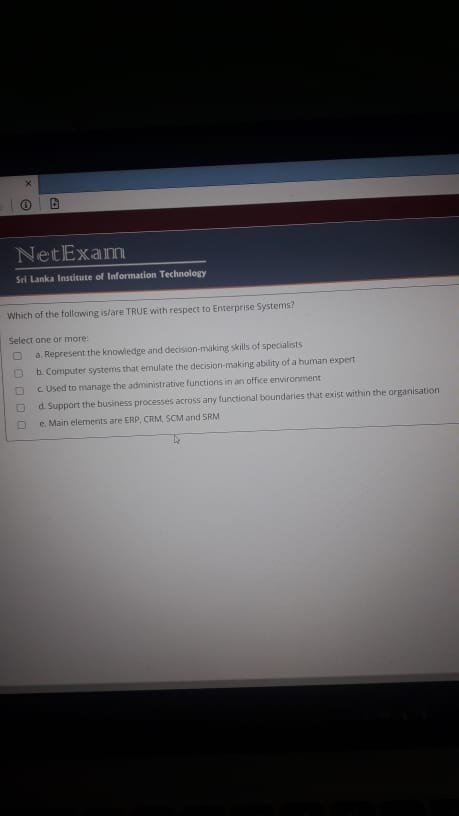 NetExam
Sri Lanka Institute of Information Technology
Which of the following is/are TRUE with respect to Enterprise Systems?
Select one or more:
a. Represent the knowledge and decision-making skills of specialists
b. Computer systems that emulate the decision-making ability of a human expert
c. Used to manage the administrative functions in an office environment
d. Support the business processes across any functional boundaries that exist within the organisation
e. Main elements are ERP, CRM, SCM and SRM